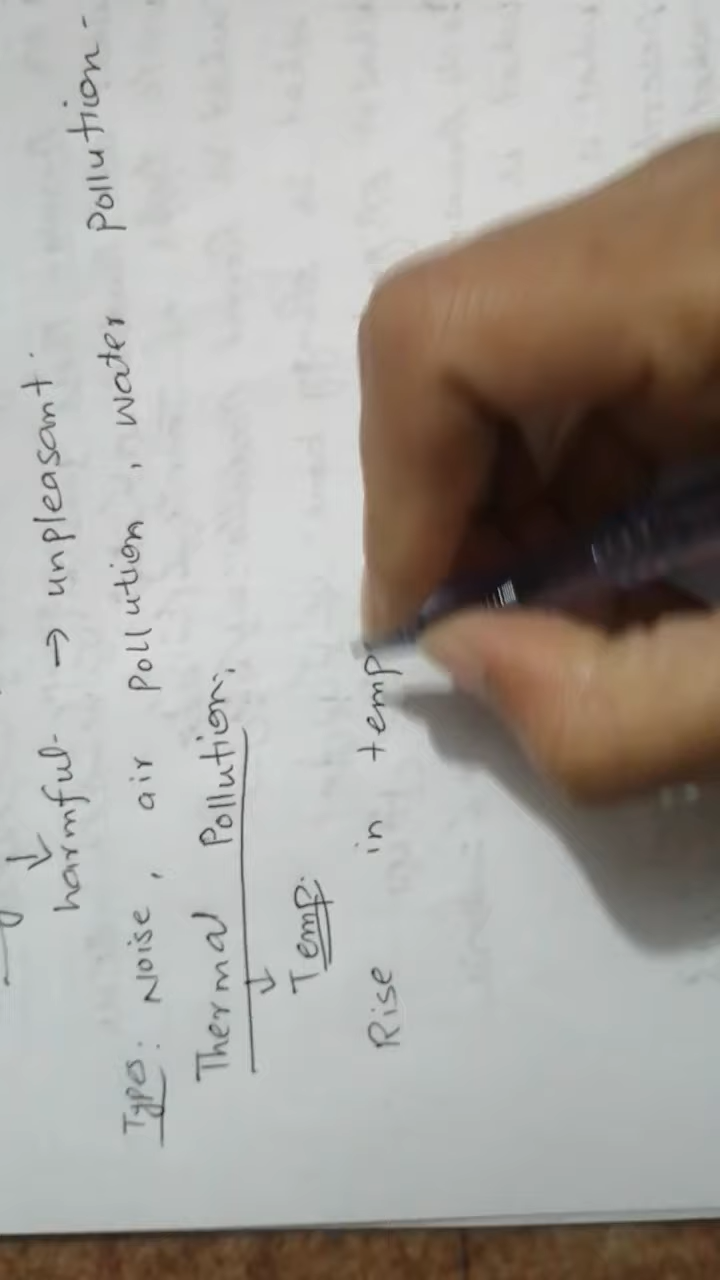 ↓
harmful. → unpleasant.
Types: Noise, air pollution, water pollution.
Thermal Pollution.
↓
Temp.
Rise in temp